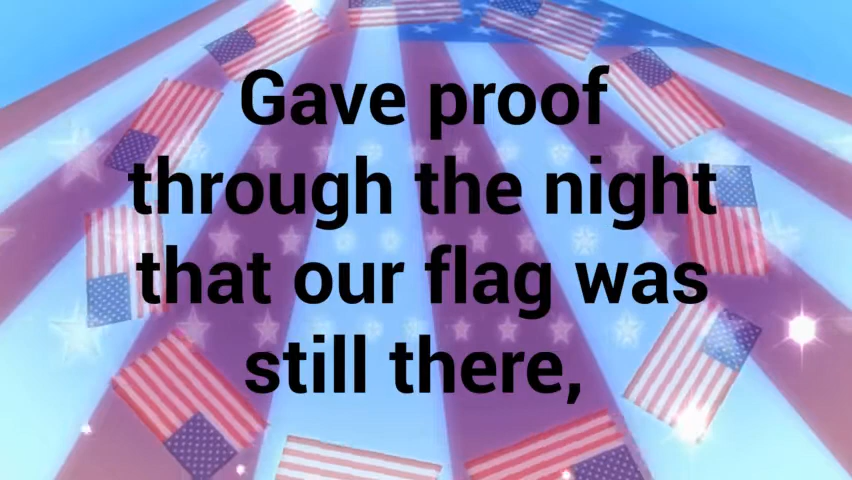 Gave proof
through the night
that our flag was
still there,